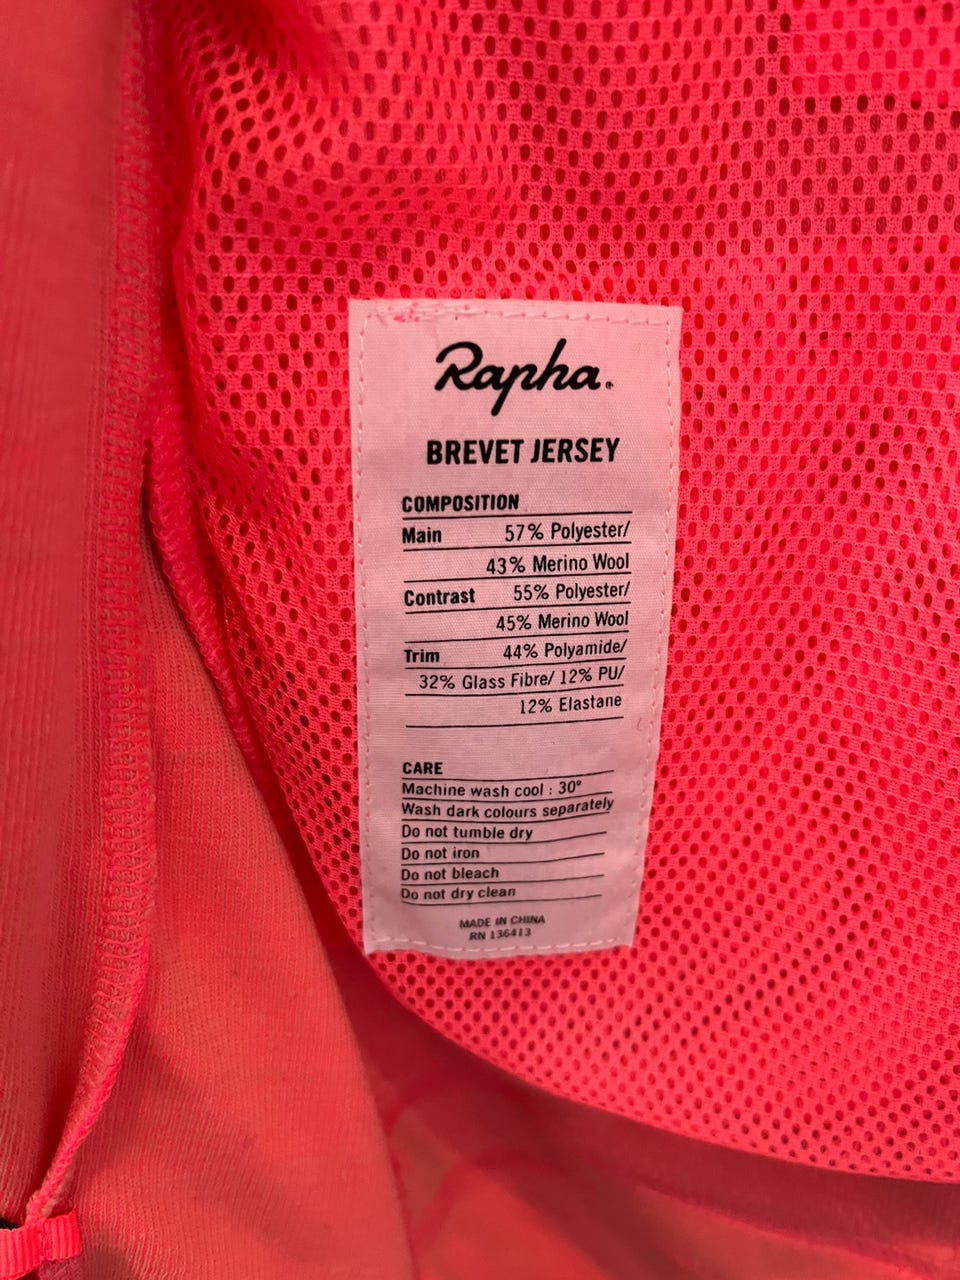 Rapha®
BREVET JERSEY
COMPOSITION
Main 57% Polyester/
43% Merino Wool
Contrast 55% Polyester/
45% Merino Wool
Trim 44% Polyamide/
32% Glass Fibre/ 12% PU/
12% Elastane
CARE
Machine wash cool : 30°
Wash dark colours separately
Do not tumble dry
Do not iron
Do not bleach
Do not dry clean
MADE IN CHINA
RN 136413